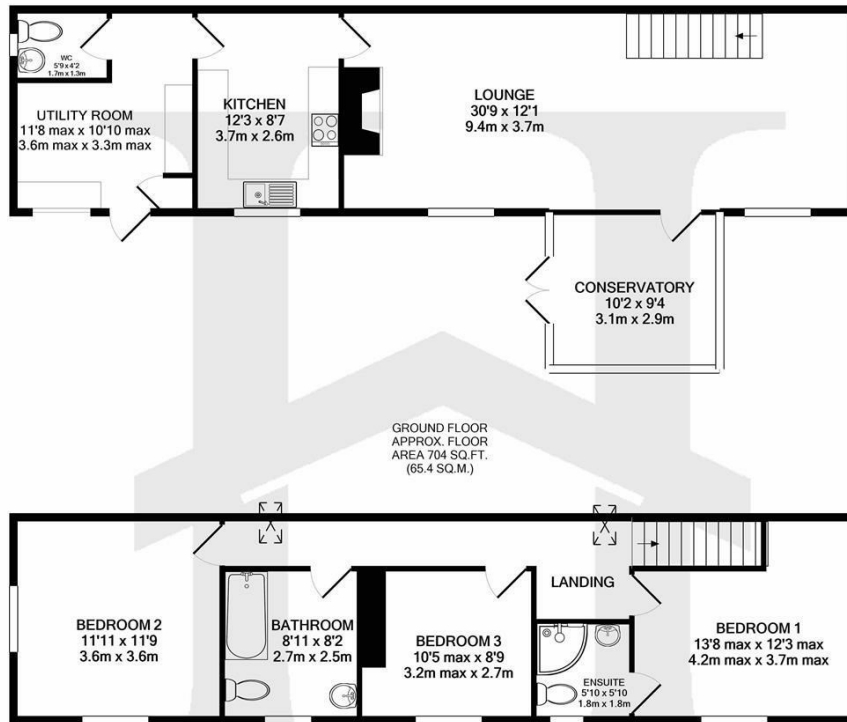 WC
5'9 x 4'2
1.7m x 1.3m
UTILITY ROOM
11'8 max x 10'10 max
3.6m max x 3.3m max
KITCHEN
12'3 x 8'7
3.7m x 2.6m
LOUNGE
30'9 x 12'1
9.4m x 3.7m
CONSERVATORY
10'2 x 9'4
3.1m x 2.9m
GROUND FLOOR
APPROX. FLOOR
AREA 704 SQ.FT.
(65.4 SQ.M.)
BEDROOM 2
11'11 x 11'9
3.6m x 3.6m
BATHROOM
8'11 x 8'2
2.7m x 2.5m
BEDROOM 3
10'5 max x 8'9
3.2m max x 2.7m
LANDING
ENSUITE
5'10 x 5'10
1.8m x 1.8m
BEDROOM 1
13'8 max x 12'3 max
4.2m max x 3.7m max